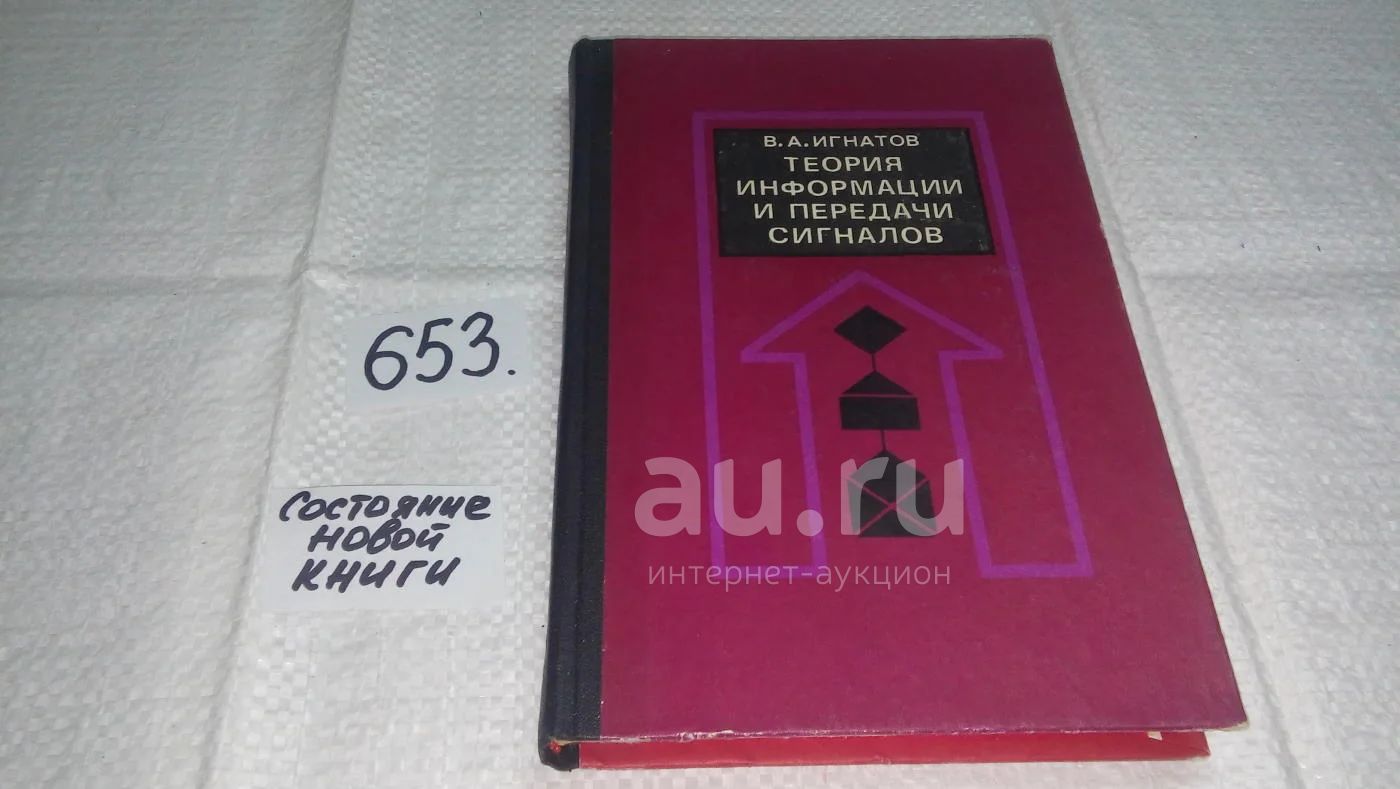 В. А. ИГНАТОВ
ТЕОРИЯ
ИНФОРМАЦИИ
И ПЕРЕДАЧИ
СИГНАЛОВ
653.
Состояние
новой
книги
au.ru
интернет-аукцион